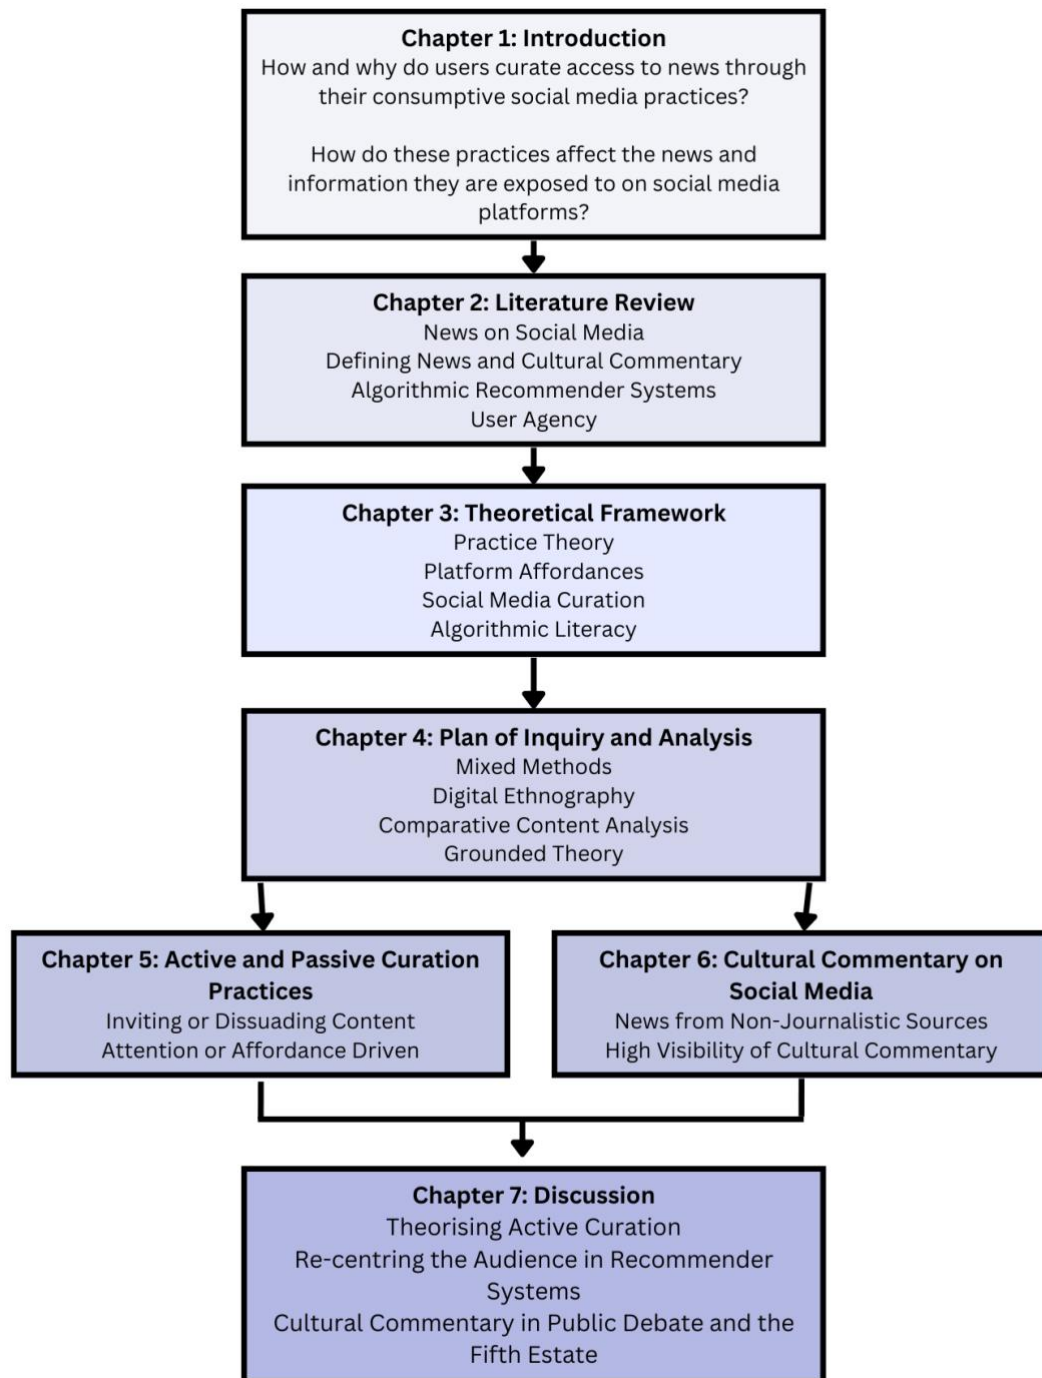 Chapter 1: Introduction
How and why do users curate access to news through
their consumptive social media practices?
How do these practices affect the news and
information they are exposed to on social media
platforms?
Chapter 2: Literature Review
News on Social Media
Defining News and Cultural Commentary
Algorithmic Recommender Systems
User Agency
Chapter 3: Theoretical Framework
Practice Theory
Platform Affordances
Social Media Curation
Algorithmic Literacy
Chapter 4: Plan of Inquiry and Analysis
Mixed Methods
Digital Ethnography
Comparative Content Analysis
Grounded Theory
Chapter 5: Active and Passive Curation
Practices
Inviting or Dissuading Content
Attention or Affordance Driven
Chapter 6: Cultural Commentary on
Social Media
News from Non-Journalistic Sources
High Visibility of Cultural Commentary
Chapter 7: Discussion
Theorising Active Curation
Re-centring the Audience in Recommender
Systems
Cultural Commentary in Public Debate and the
Fifth Estate